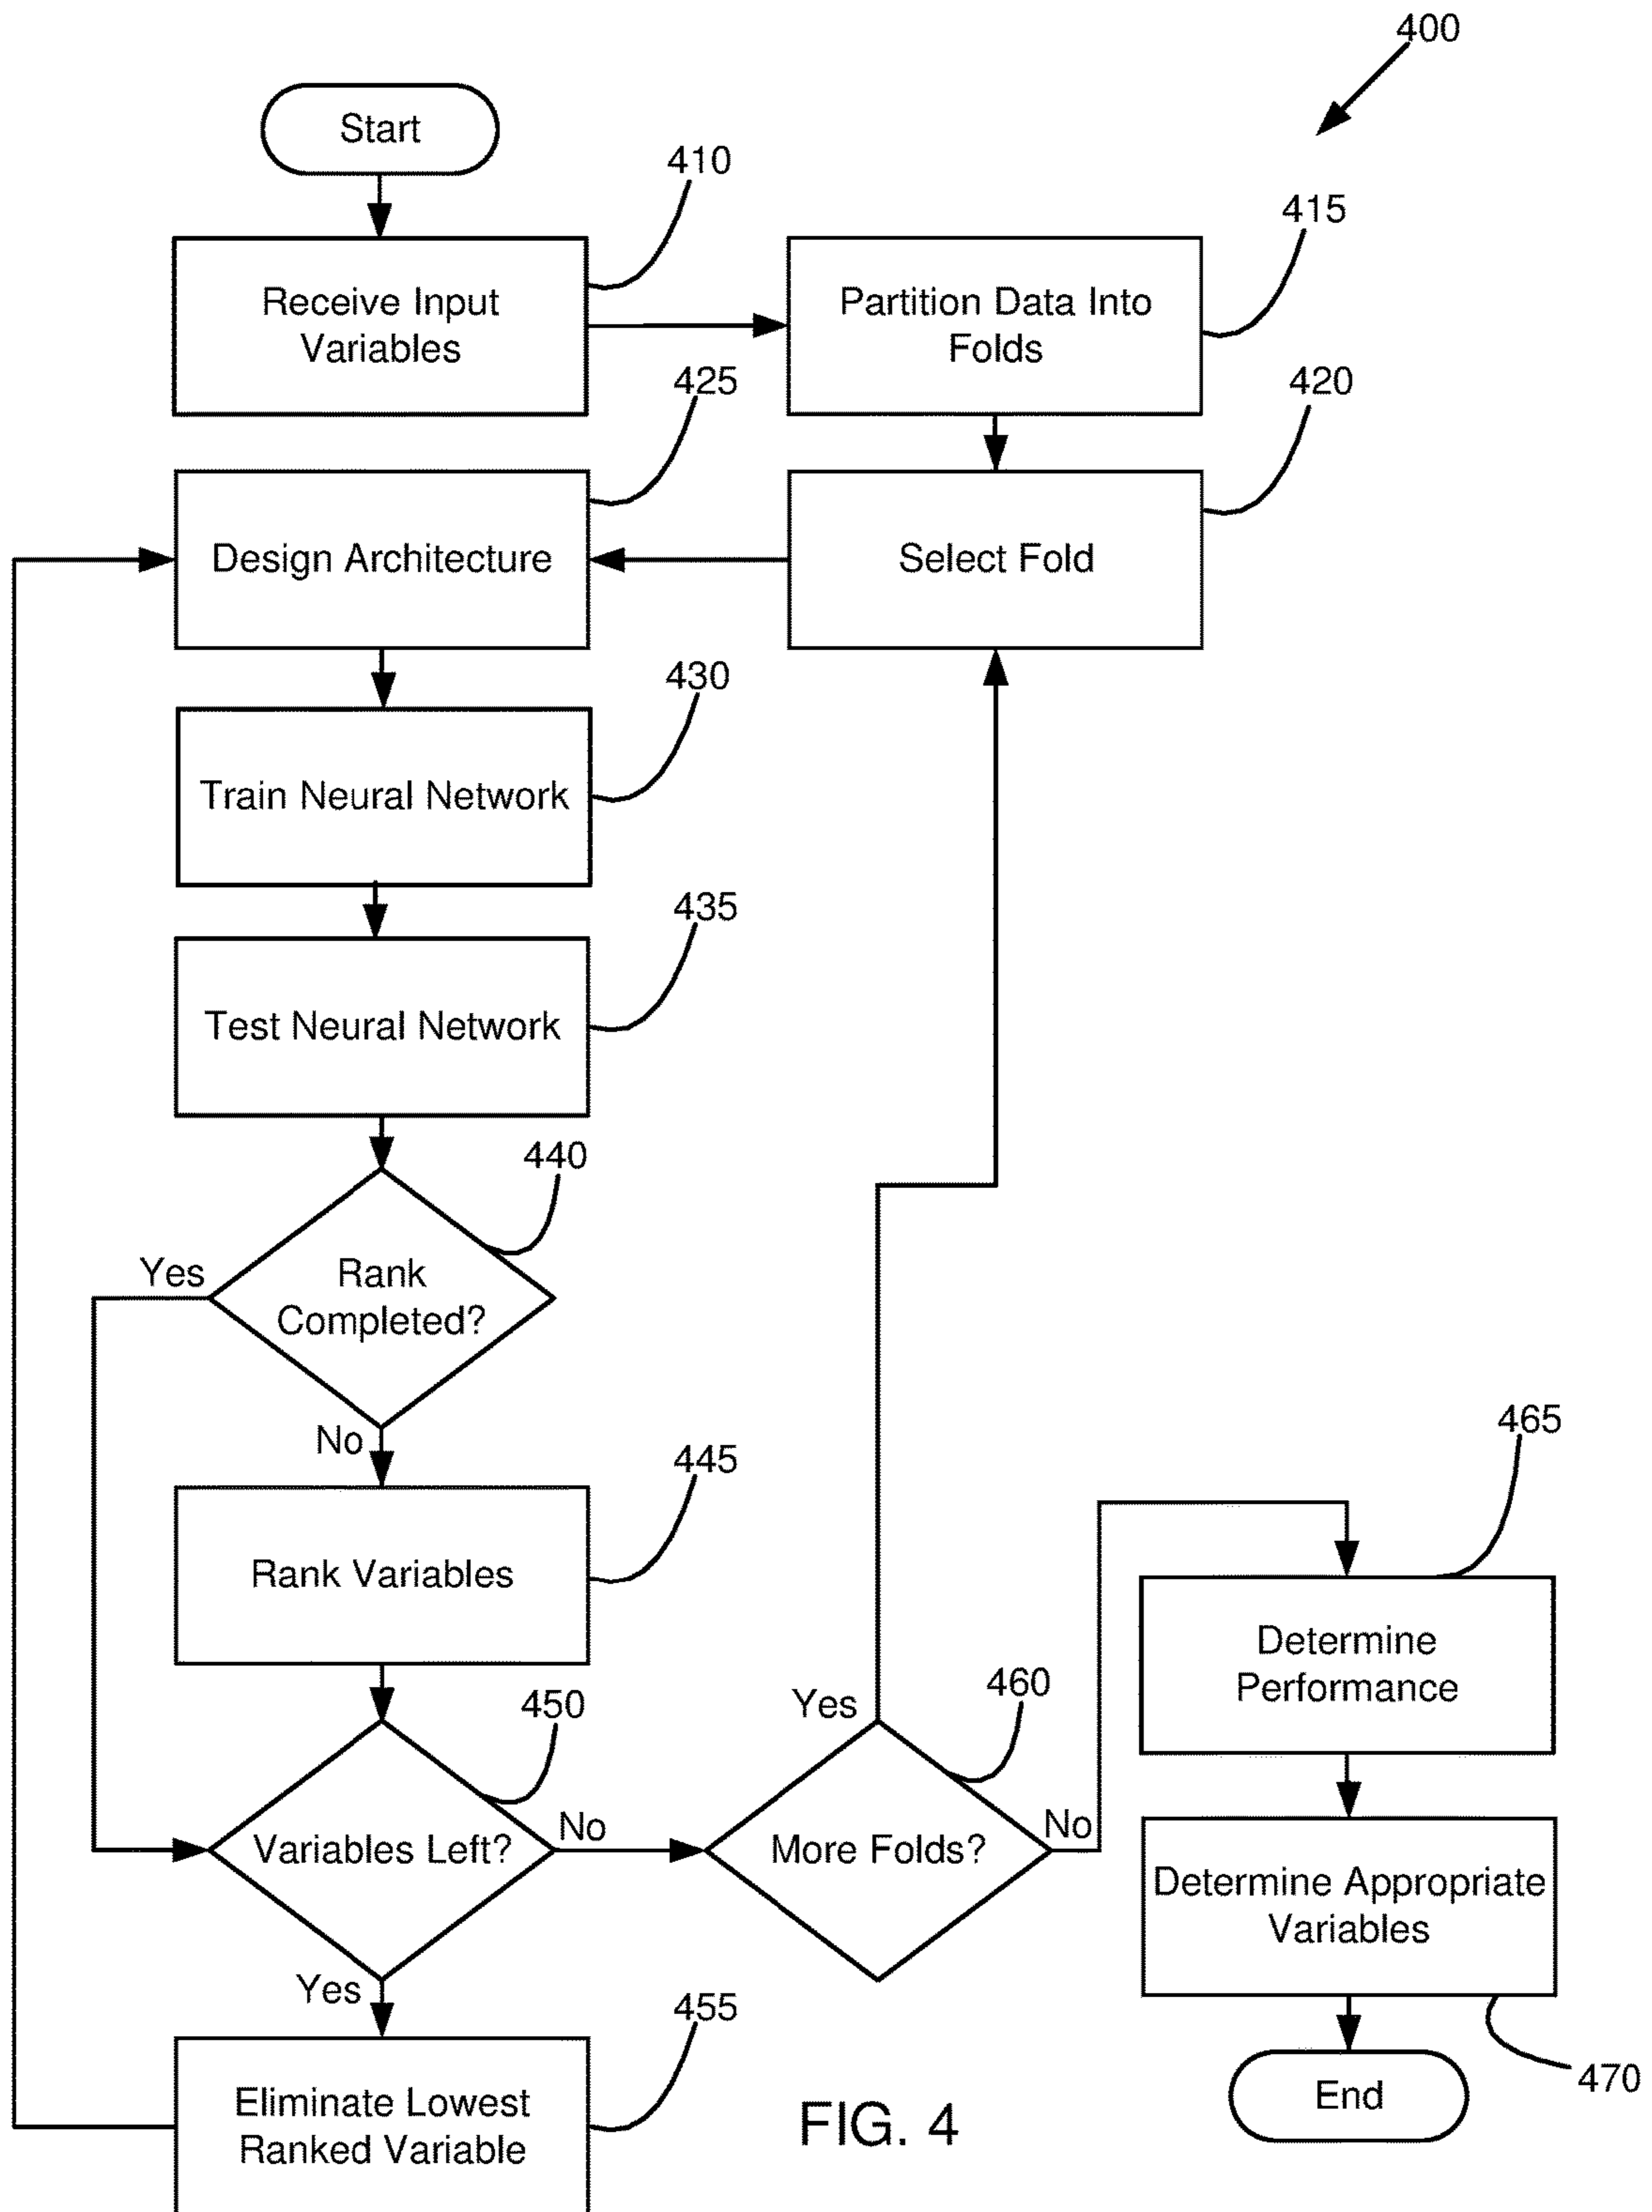 400
Start
410
Receive Input
Variables
415
Partition Data Into
Folds
425
Design Architecture
420
Select Fold
430
Train Neural Network
435
Test Neural Network
440
Yes
Rank
Completed?
No
445
Rank Variables
450
Variables Left?
No
Yes
460
Yes
More Folds?
No
465
Determine
Performance
Determine Appropriate
Variables
470
End
455
Eliminate Lowest
Ranked Variable
FIG. 4